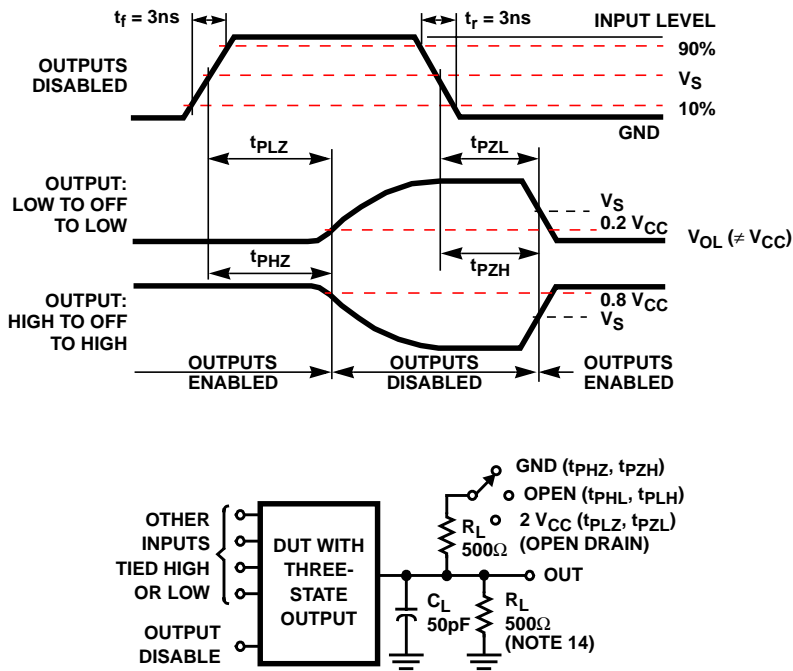 tf = 3ns
tr = 3ns
INPUT LEVEL
90%
VS
10%
GND
OUTPUTS
DISABLED
tPLZ
tPZL
OUTPUT:
LOW TO OFF
TO LOW
VS
0.2 VCC
VOL (≠ VCC)
tPHZ
tPZH
OUTPUT:
HIGH TO OFF
TO HIGH
0.8 VCC
VS
OUTPUTS
ENABLED
OUTPUTS
DISABLED
OUTPUTS
ENABLED
OTHER
INPUTS
TIED HIGH
OR LOW
OUTPUT
DISABLE
DUT WITH
THREE-
STATE
OUTPUT
GND (tPHZ, tPZH)
OPEN (tPHL, tPLH)
2 VCC (tPLZ, tPZL)
(OPEN DRAIN)
RL
500Ω
OUT
CL
50pF
RL
500Ω
(NOTE 14)